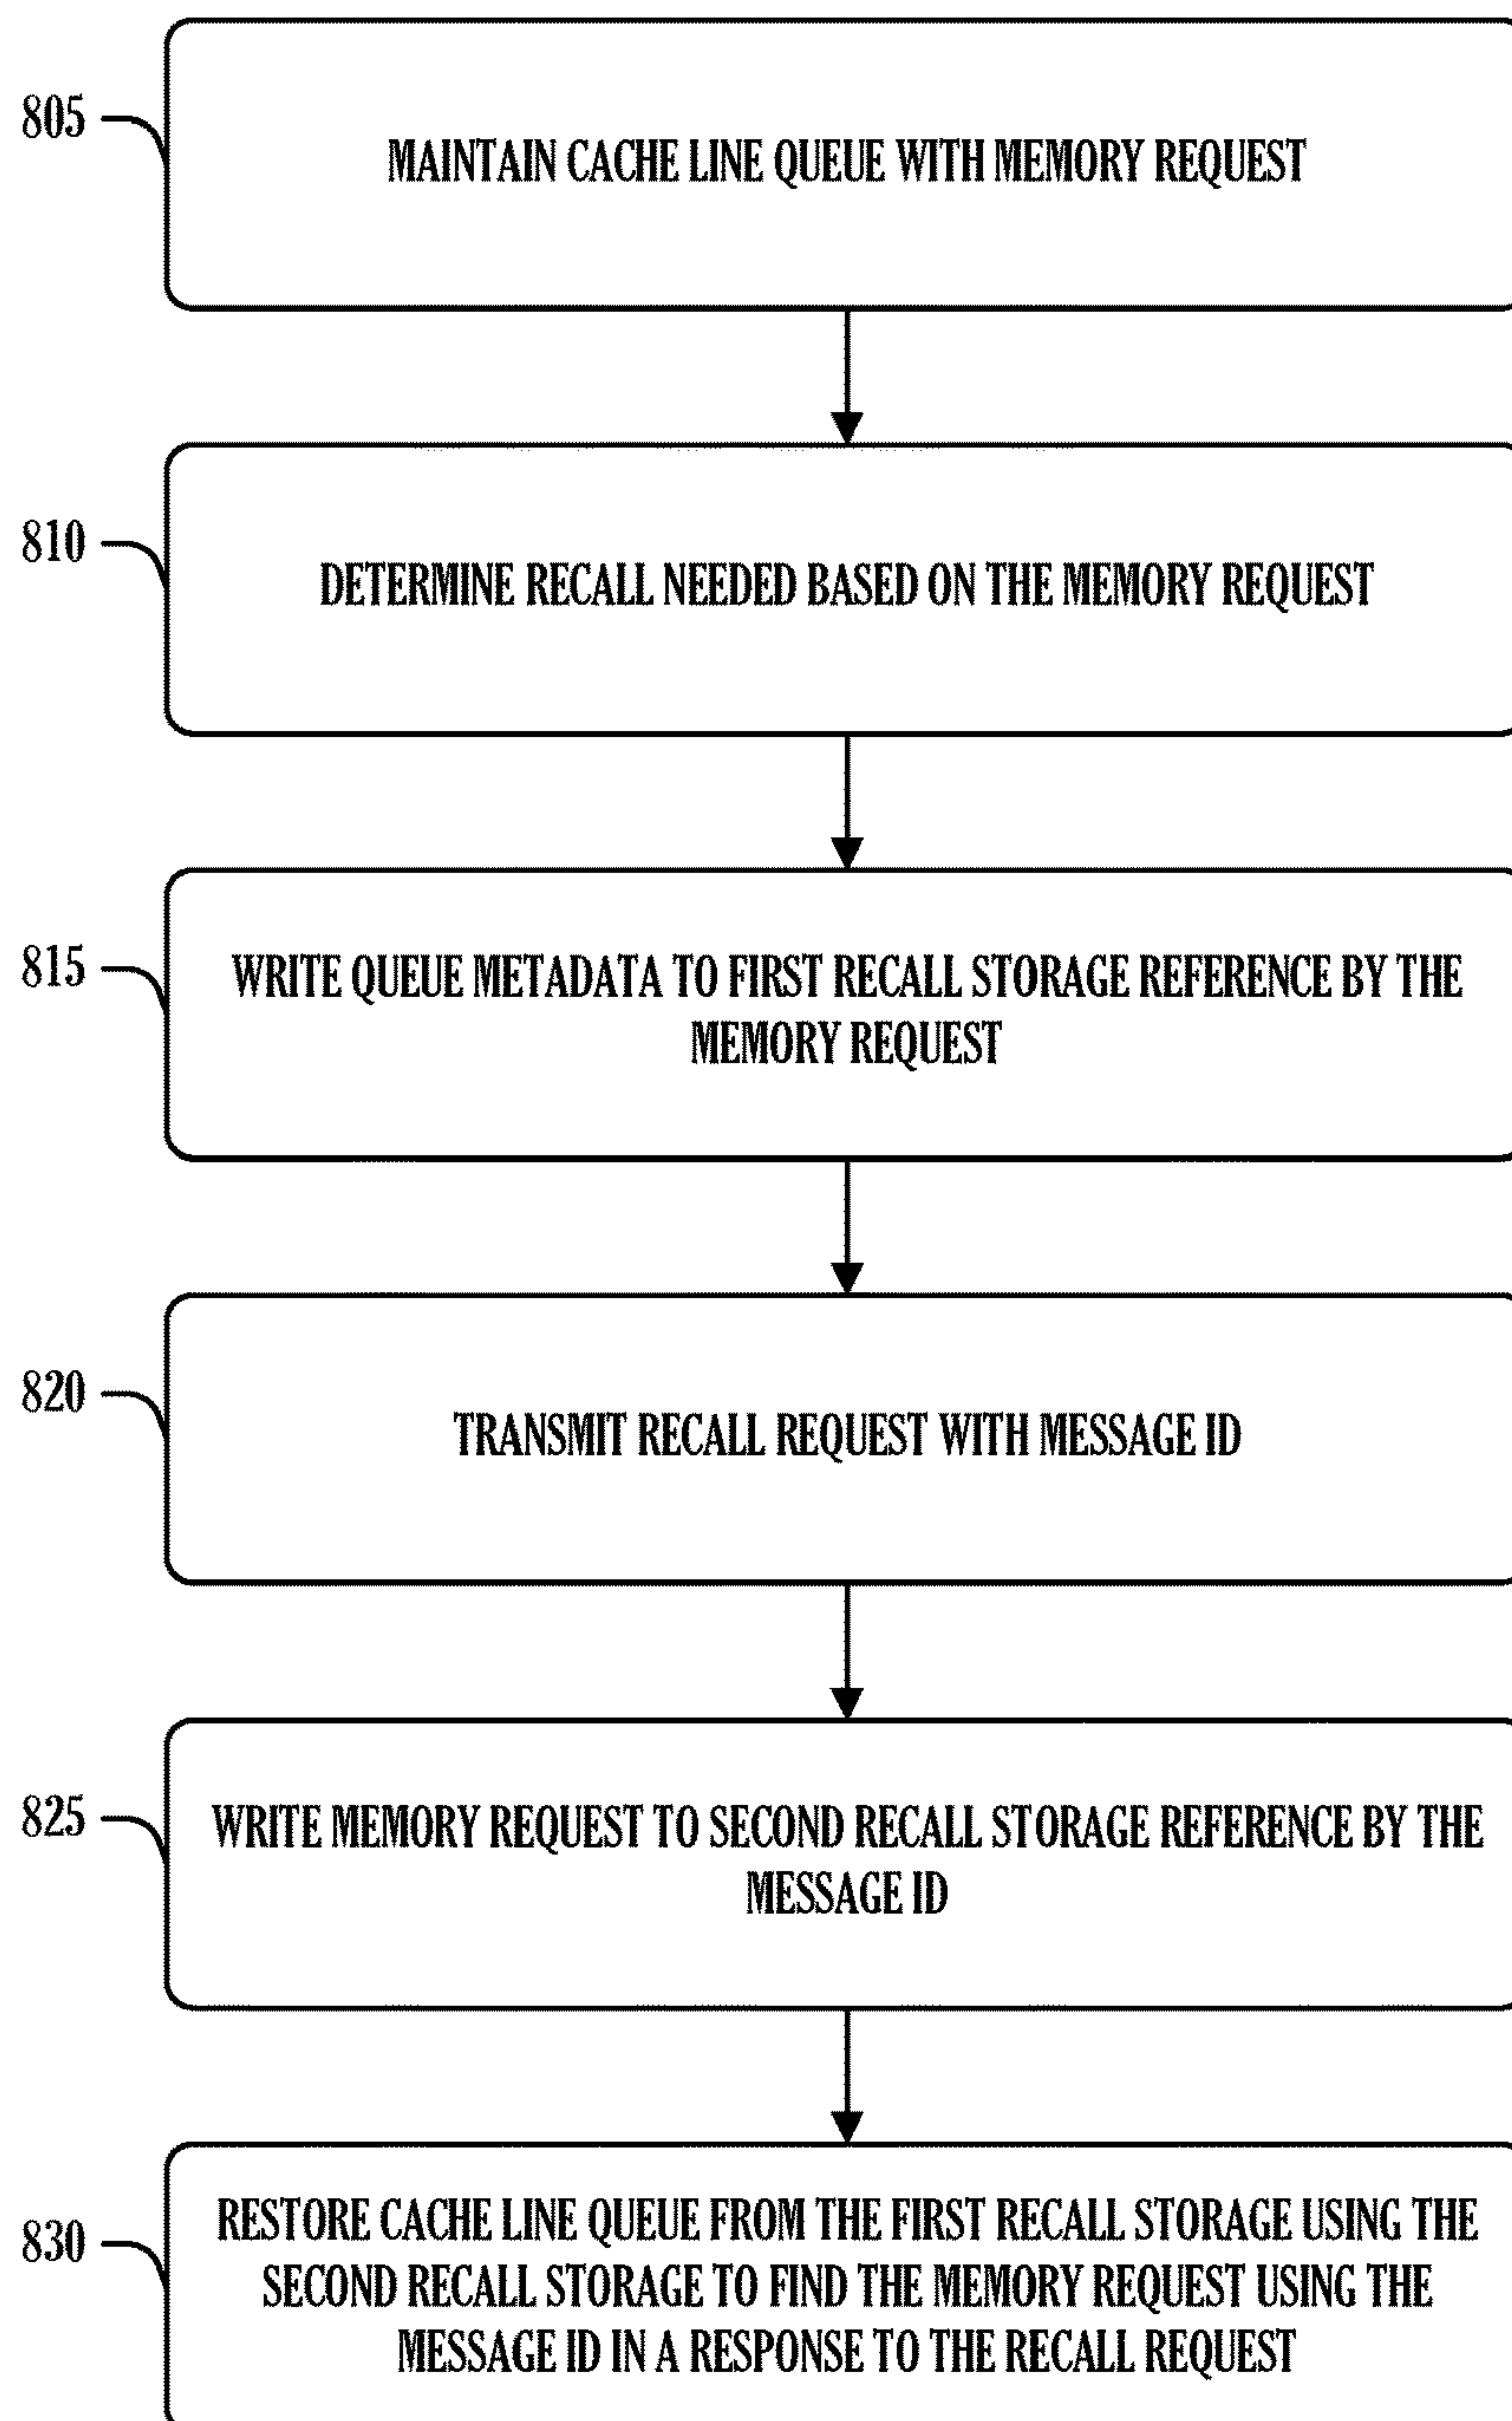 805
MAINTAIN CACHE LINE QUEUE WITH MEMORY REQUEST
810
DETERMINE RECALL NEEDED BASED ON THE MEMORY REQUEST
815
WRITE QUEUE METADATA TO FIRST RECALL STORAGE REFERENCE BY THE
MEMORY REQUEST
820
TRANSMIT RECALL REQUEST WITH MESSAGE ID
825
WRITE MEMORY REQUEST TO SECOND RECALL STORAGE REFERENCE BY THE
MESSAGE ID
830
RESTORE CACHE LINE QUEUE FROM THE FIRST RECALL STORAGE USING THE
SECOND RECALL STORAGE TO FIND THE MEMORY REQUEST USING THE
MESSAGE ID IN A RESPONSE TO THE RECALL REQUEST